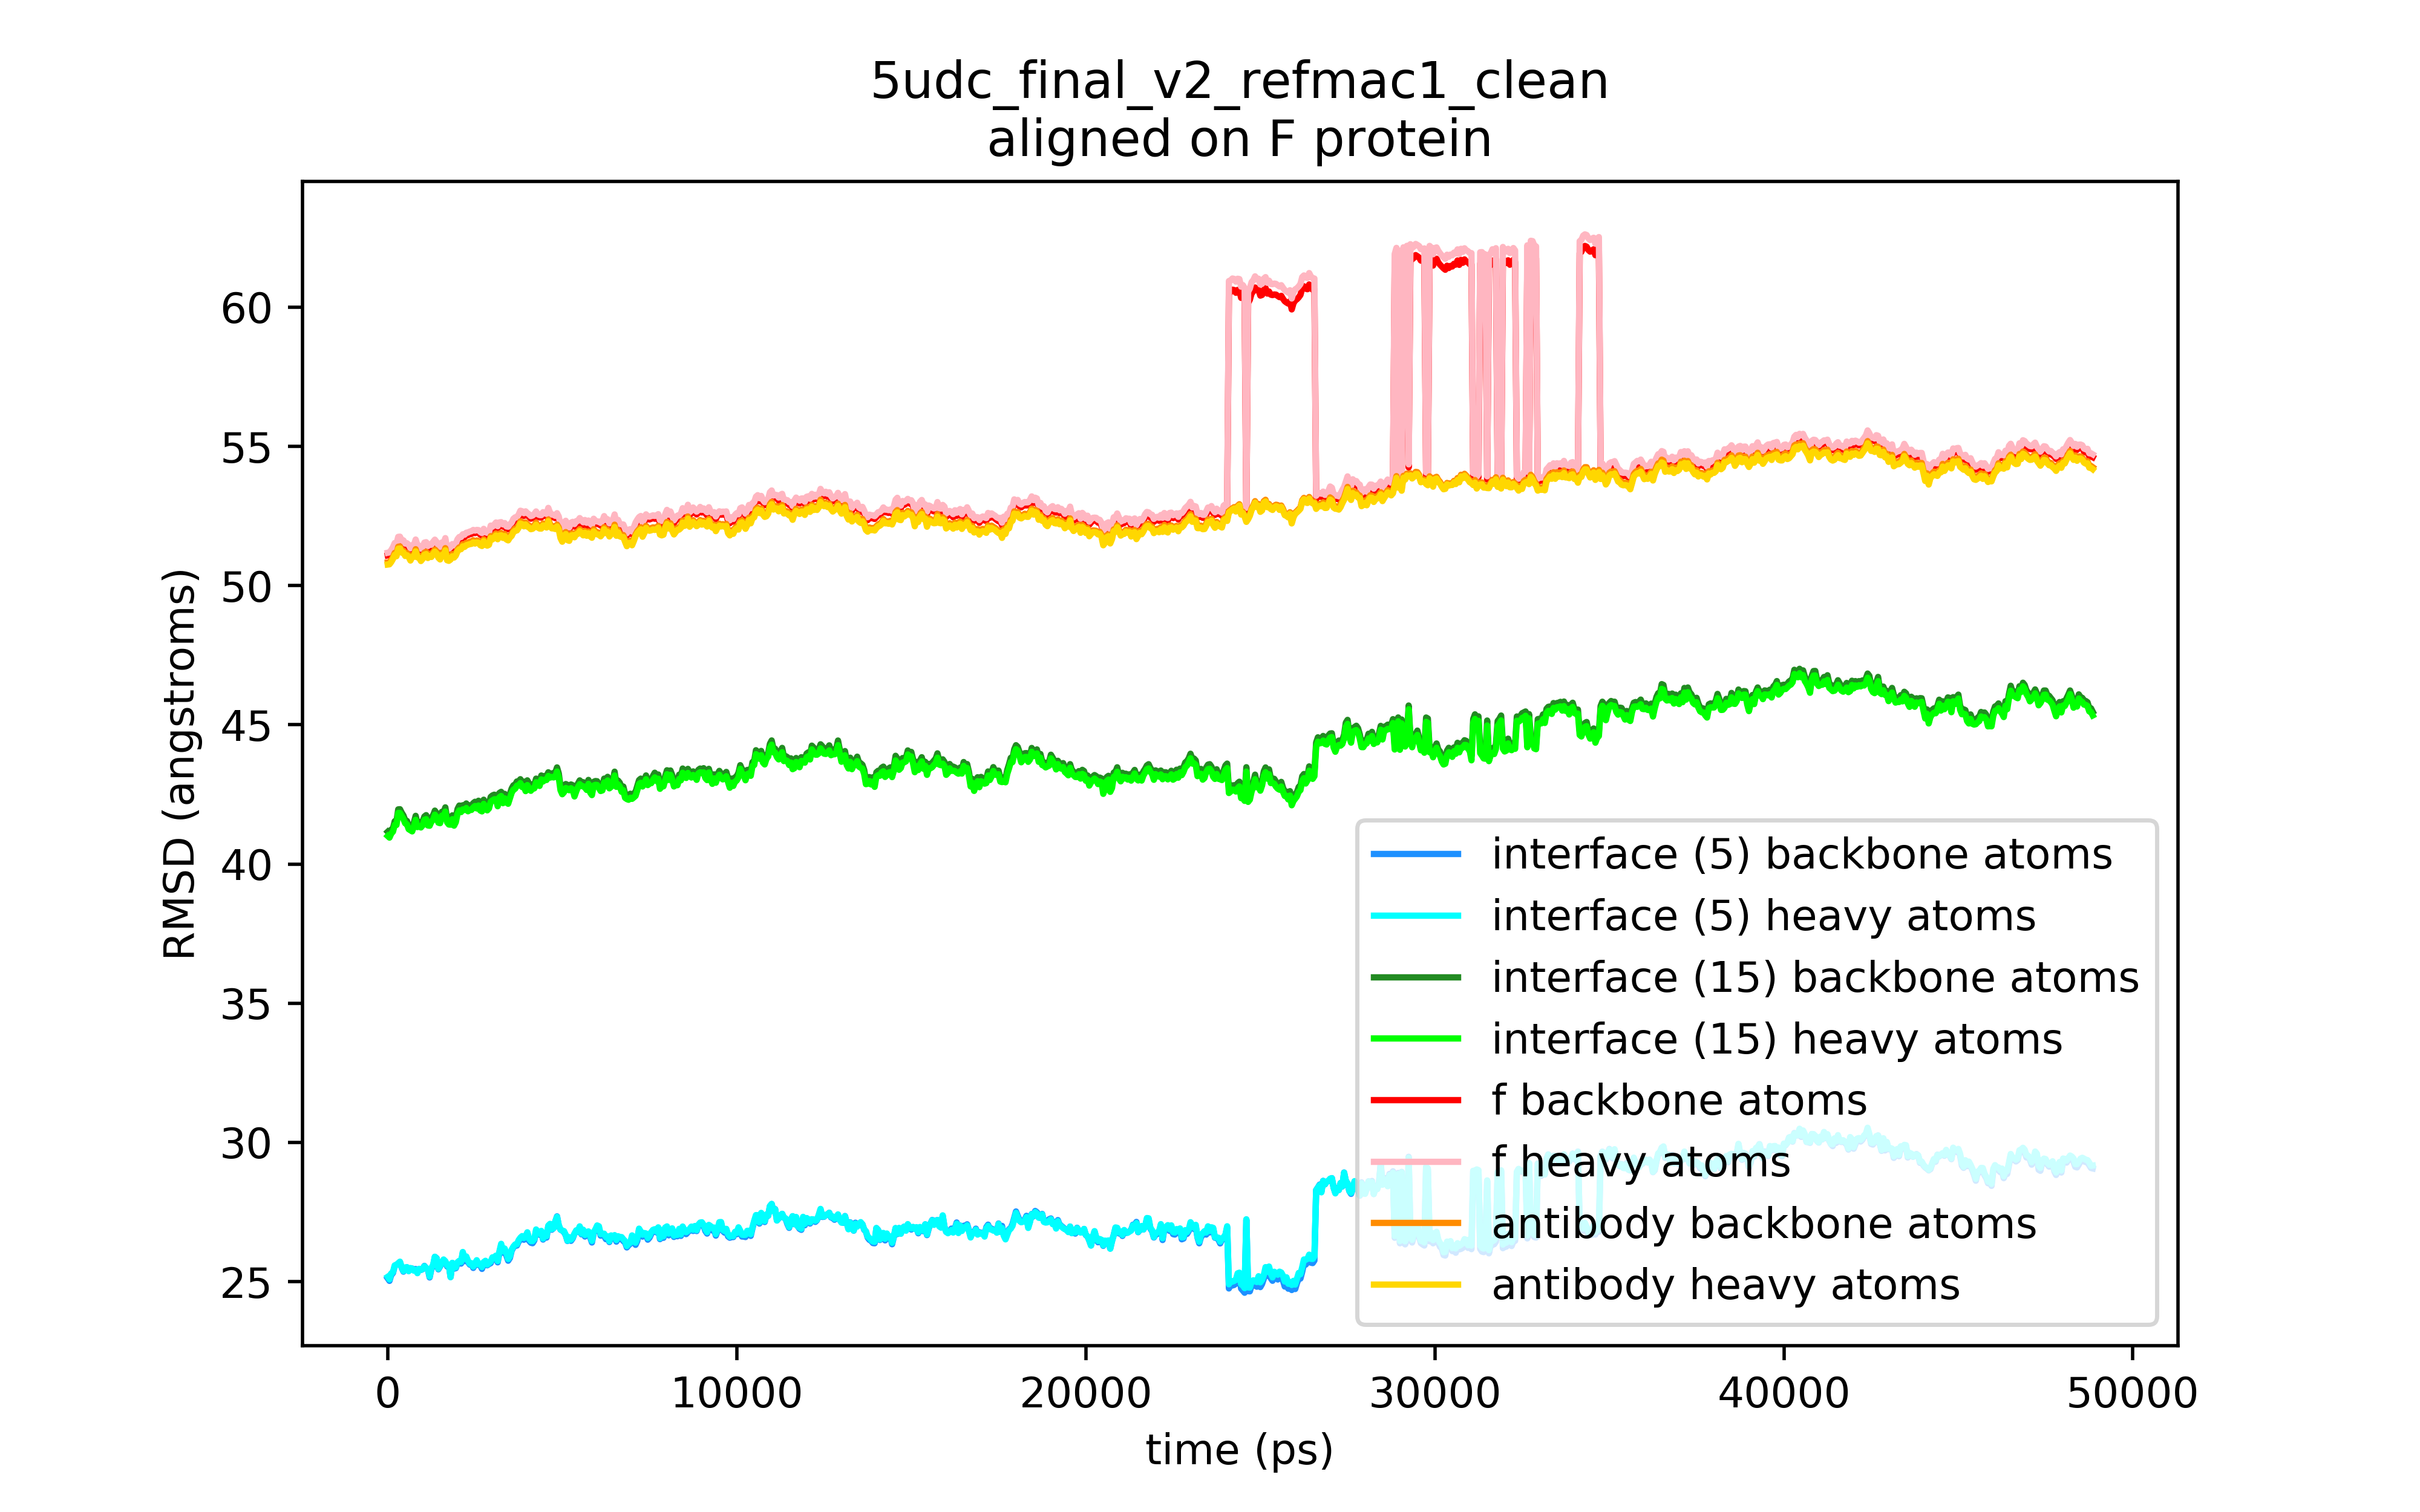 5udc_final_v2_refmac1_clean
aligned on F protein
RMSD (angstroms)
60
55
50
45
40
35
30
25
interface (5) backbone atoms
interface (5) heavy atoms
interface (15) backbone atoms
interface (15) heavy atoms
f backbone atoms
f heavy atoms
antibody backbone atoms
antibody heavy atoms
0 10000 20000 30000 40000 50000
time (ps)